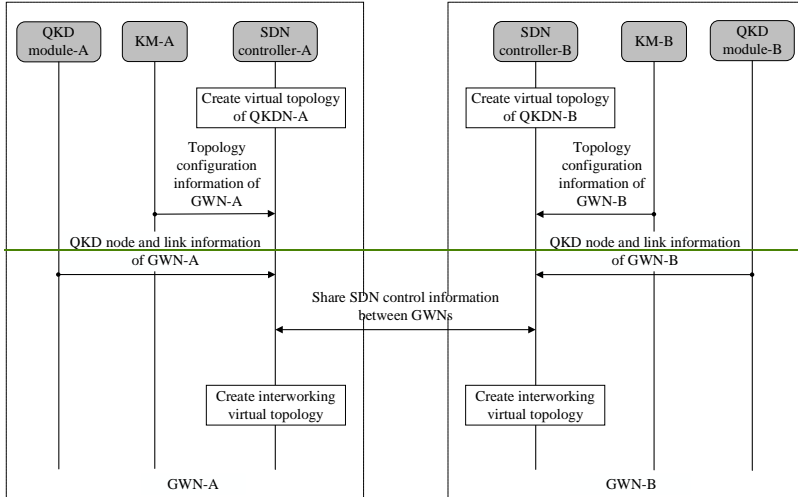 QKD
module-A
KM-A
SDN
controller-A
SDN
controller-B
KM-B
QKD
module-B
Create virtual topology
of QKDN-A
Create virtual topology
of QKDN-B
Topology
configuration
information of
GWN-A
Topology
configuration
information of
GWN-B
QKD node and link information
of GWN-A
QKD node and link information
of GWN-B
Share SDN control information
between GWNs
Create interworking
virtual topology
Create interworking
virtual topology
GWN-A
GWN-B